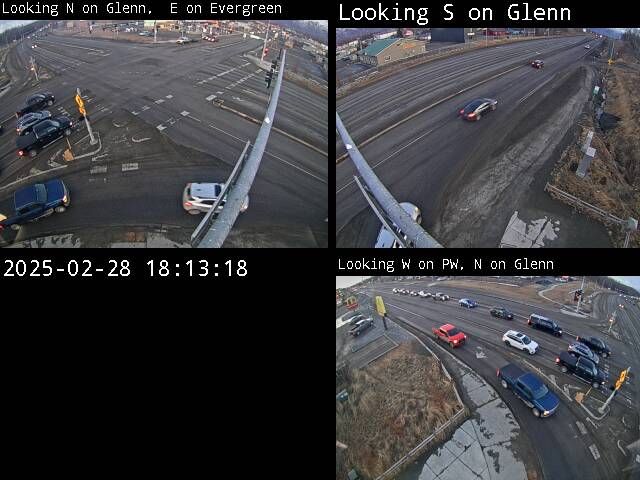 Looking N on Glenn,  E on Evergreen
Looking S on Glenn
2025-02-28 18:13:18
Looking W on PW, N on Glenn